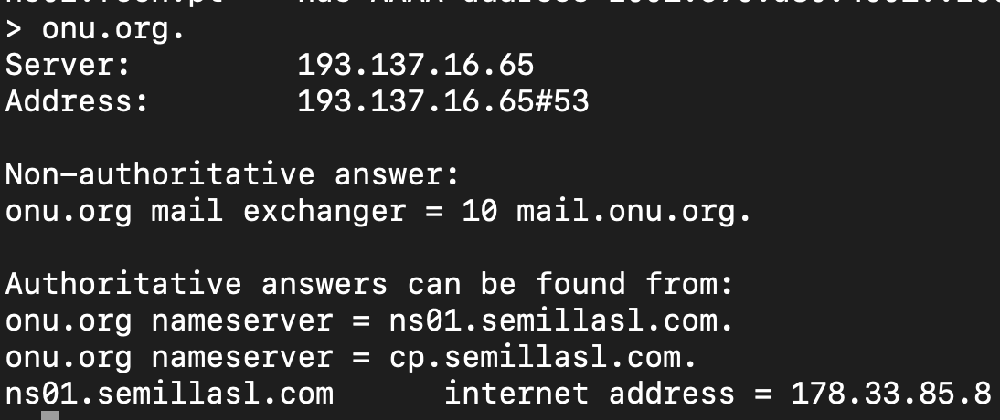 > onu.org.
Server: 193.137.16.65
Address: 193.137.16.65#53
Non-authoritative answer:
onu.org mail exchanger = 10 mail.onu.org.
Authoritative answers can be found from:
onu.org nameserver = ns01.semillasl.com.
onu.org nameserver = cp.semillasl.com.
ns01.semillasl.com internet address = 178.33.85.8